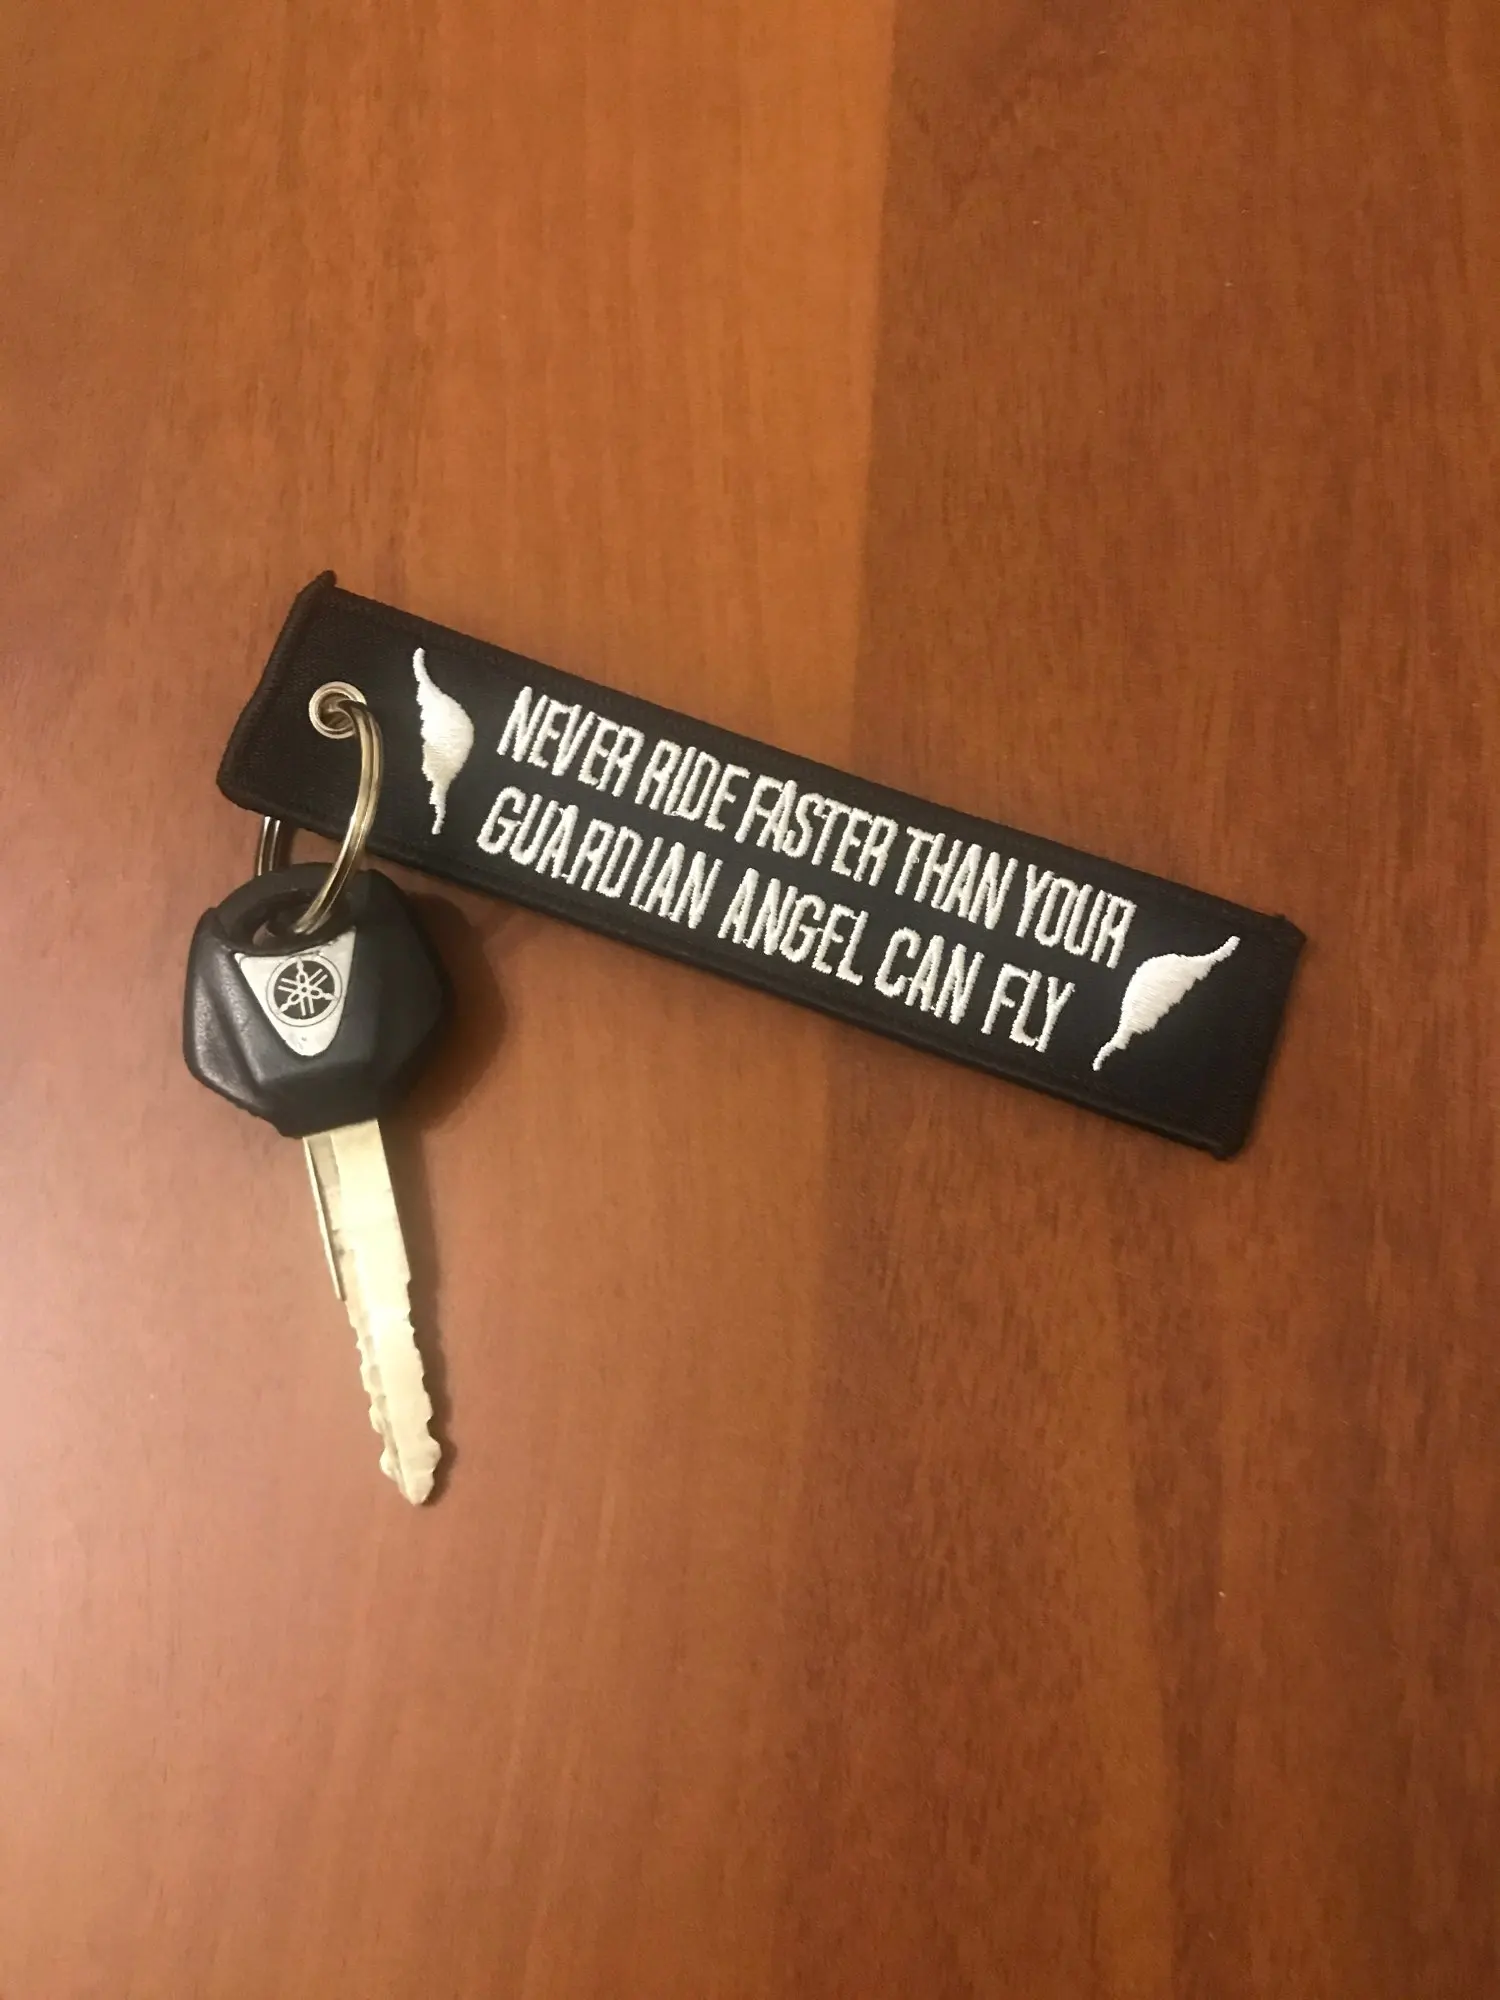 NEVER RIDE FASTER THAN YOUR
GUARDIAN ANGEL CAN FLY